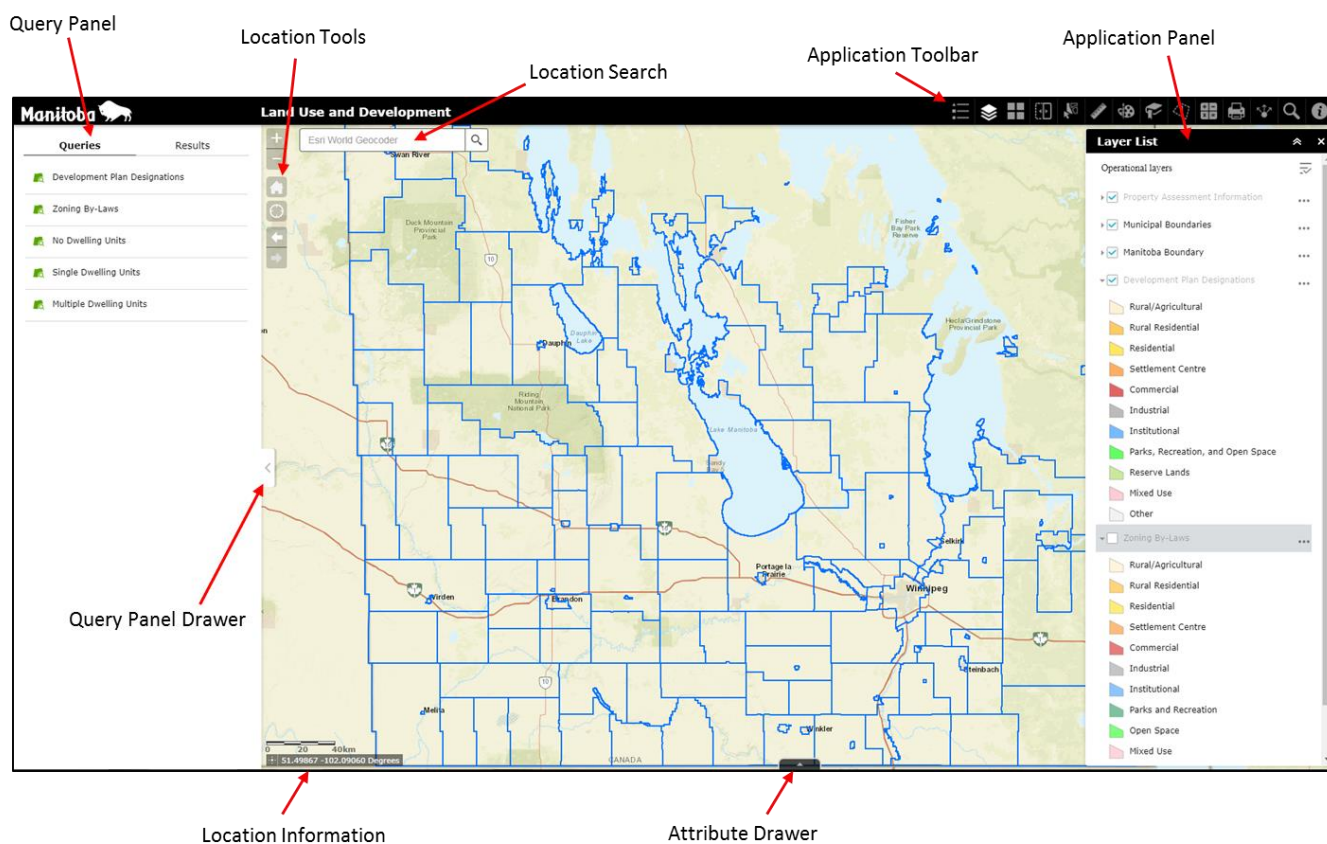 Query Panel
Location Tools
Location Search
Application Toolbar
Application Panel
Manitoba
Land Use and Development
Queries
Results
Development Plan Designations
Zoning By-Laws
No Dwelling Units
Single Dwelling Units
Multiple Dwelling Units
Esri World Geocoder
Swan River
Duck Mountain
Provincial
Park
10
Fisher
Bay Park
Reserve
Hecla/Grindstone
Provincial Park
Dauphin
Lake
Dauphin
Riding
Mountain
National Park
Lake Manitoba
Sandy
Selkirk
Portage la
Prairie
Winnipeg
Virden
Brandon
Steinbach
10
Melita
Winkler
CANADA
0 20 40km
51.49867 -102.09060 Degrees
Layer List
Operational layers
Property Assessment Information
Municipal Boundaries
Manitoba Boundary
Development Plan Designations
Rural/Agricultural
Rural Residential
Residential
Settlement Centre
Commercial
Industrial
Institutional
Parks, Recreation, and Open Space
Reserve Lands
Mixed Use
Other
Zoning By-Laws
Rural/Agricultural
Rural Residential
Residential
Settlement Centre
Commercial
Industrial
Institutional
Parks and Recreation
Open Space
Mixed Use
Query Panel Drawer
Location Information
Attribute Drawer